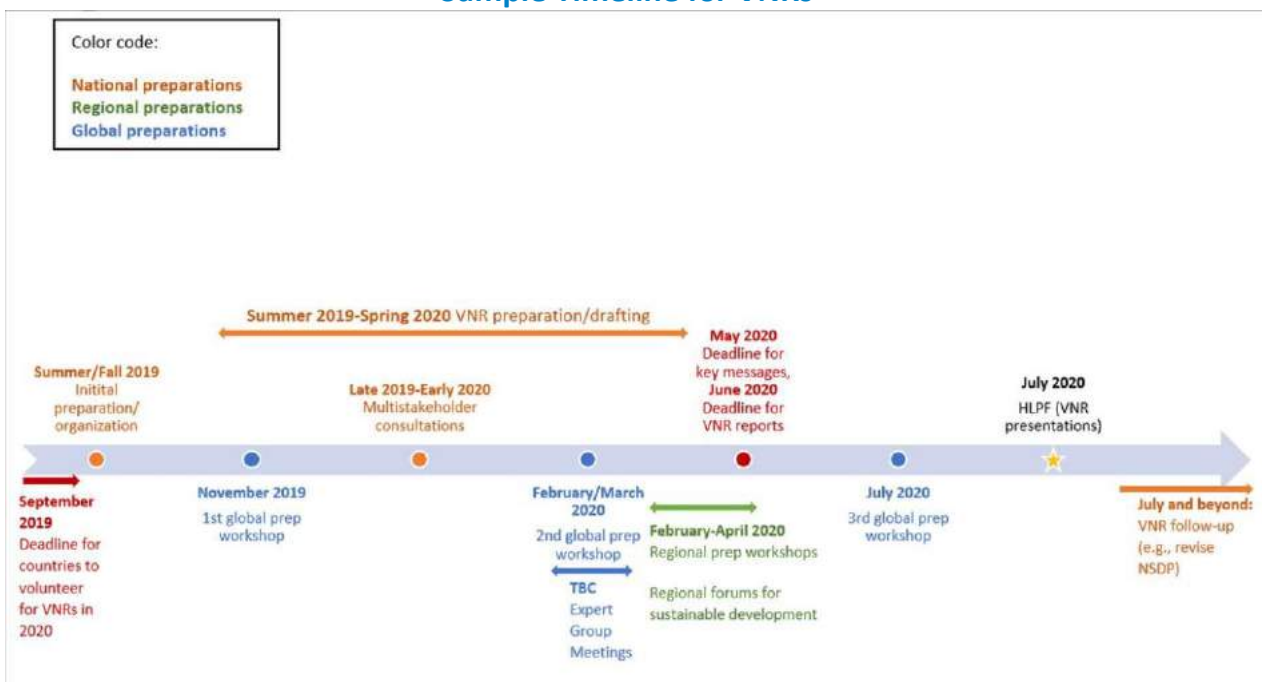 Sample Timeline for VNRs
Color code:
National preparations
Regional preparations
Global preparations
Summer 2019-Spring 2020 VNR preparation/drafting
Summer/Fall 2019
Initital
preparation/
organization
Late 2019-Early 2020
Multistakeholder
consultations
May 2020
Deadline for
key messages,
June 2020
Deadline for
VNR reports
July 2020
HLPF (VNR
presentations)
September
2019
Deadline for
countries to
volunteer
for VNRs in
2020
November 2019
1st global prep
workshop
February/March
2020
2nd global prep
workshop
TBC
Expert
Group
Meetings
February-April 2020
Regional prep workshops
Regional forums for
sustainable development
July 2020
3rd global prep
workshop
July and beyond:
VNR follow-up
(e.g., revise
NSDP)